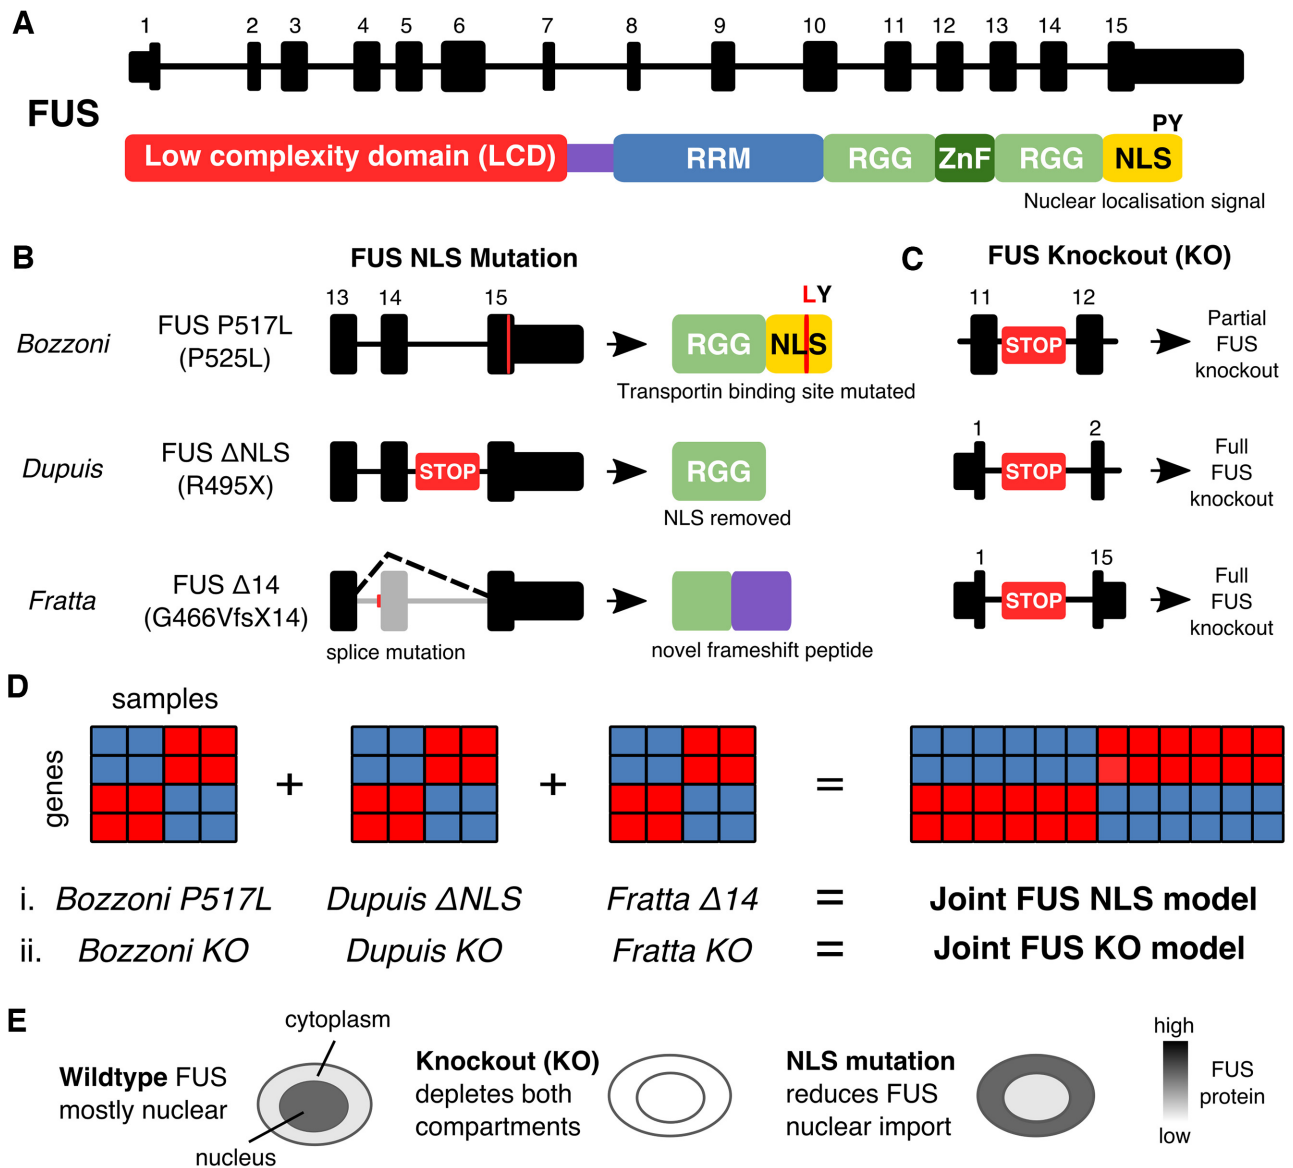 A
1 2 3 4 5 6 7 8 9 10 11 12 13 14 15
FUS
PY
Low complexity domain (LCD) RRM RGG ZnF RGG NLS
Nuclear localisation signal
B FUS NLS Mutation
13 14 15
LY
Bozzoni
FUS P517L
(P525L)
RGG NLS
Transportin binding site mutated
Dupuis
FUS ΔNLS
(R495X)
STOP
RGG
NLS removed
Fratta
FUS Δ14
(G466VfsX14)
splice mutation
novel frameshift peptide
C FUS Knockout (KO)
11 12
STOP
Partial
FUS
knockout
1 2
STOP
Full
FUS
knockout
1 15
STOP
Full
FUS
knockout
D
samples
genes
+ + =
i. Bozzoni P517L Dupuis ΔNLS Fratta Δ14 = Joint FUS NLS model
ii. Bozzoni KO Dupuis KO Fratta KO = Joint FUS KO model
E
cytoplasm
Wildtype FUS
mostly nuclear
nucleus
Knockout (KO)
depletes both
compartments
NLS mutation
reduces FUS
nuclear import
high
FUS
protein
low